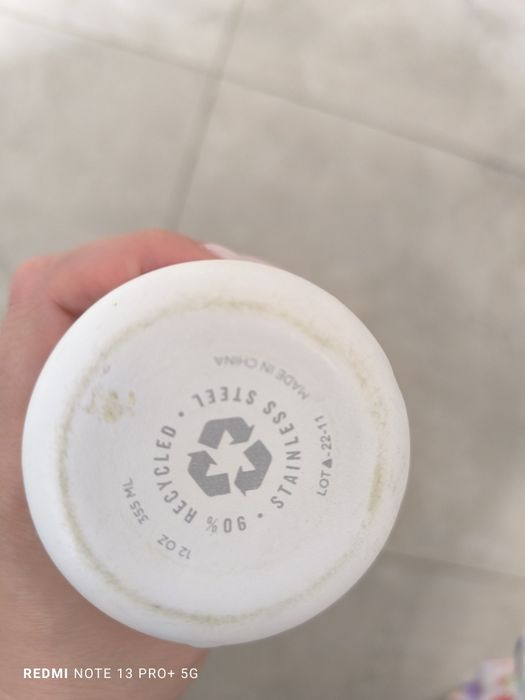 MADE IN CHINA
90% RECYCLED • STAINLESS STEEL •
LOT▲-22-11
12 OZ 355 ML
REDMI NOTE 13 PRO+ 5G